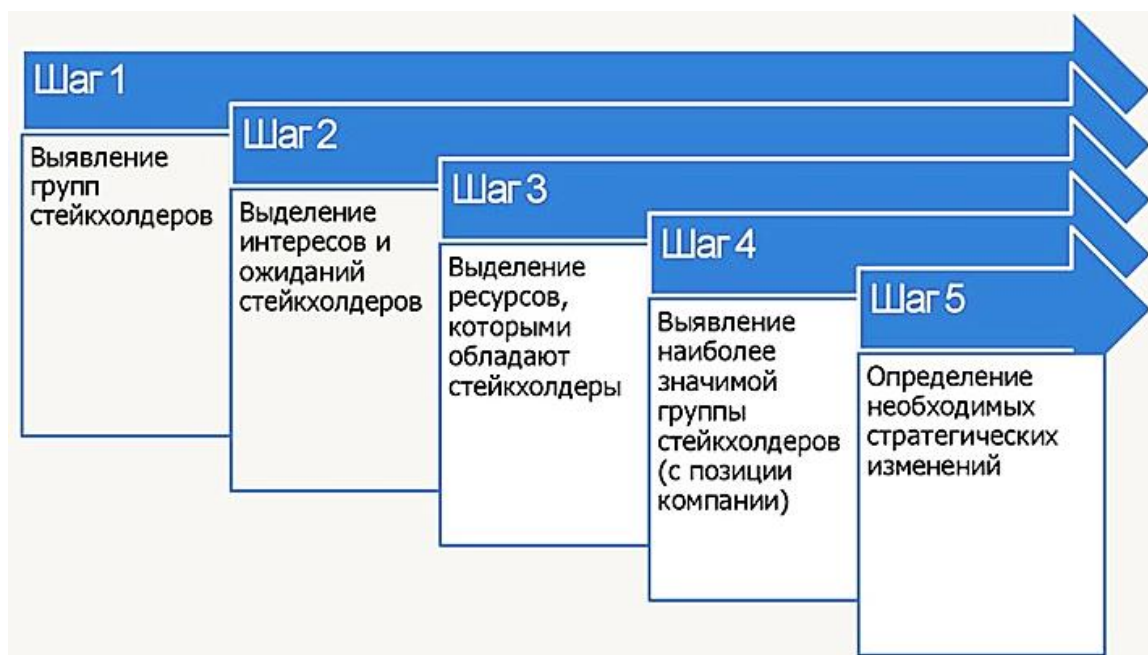 Шаг 1
Выявление
групп
стейкхолдеров
Шаг 2
Выделение
интересов и
ожиданий
стейкхолдеров
Шаг 3
Выделение
ресурсов,
которыми
обладают
стейкхолдеры
Шаг 4
Выявление
наиболее
значимой
группы
стейкхолдеров
(с позиции
компании)
Шаг 5
Определение
необходимых
стратегических
изменений